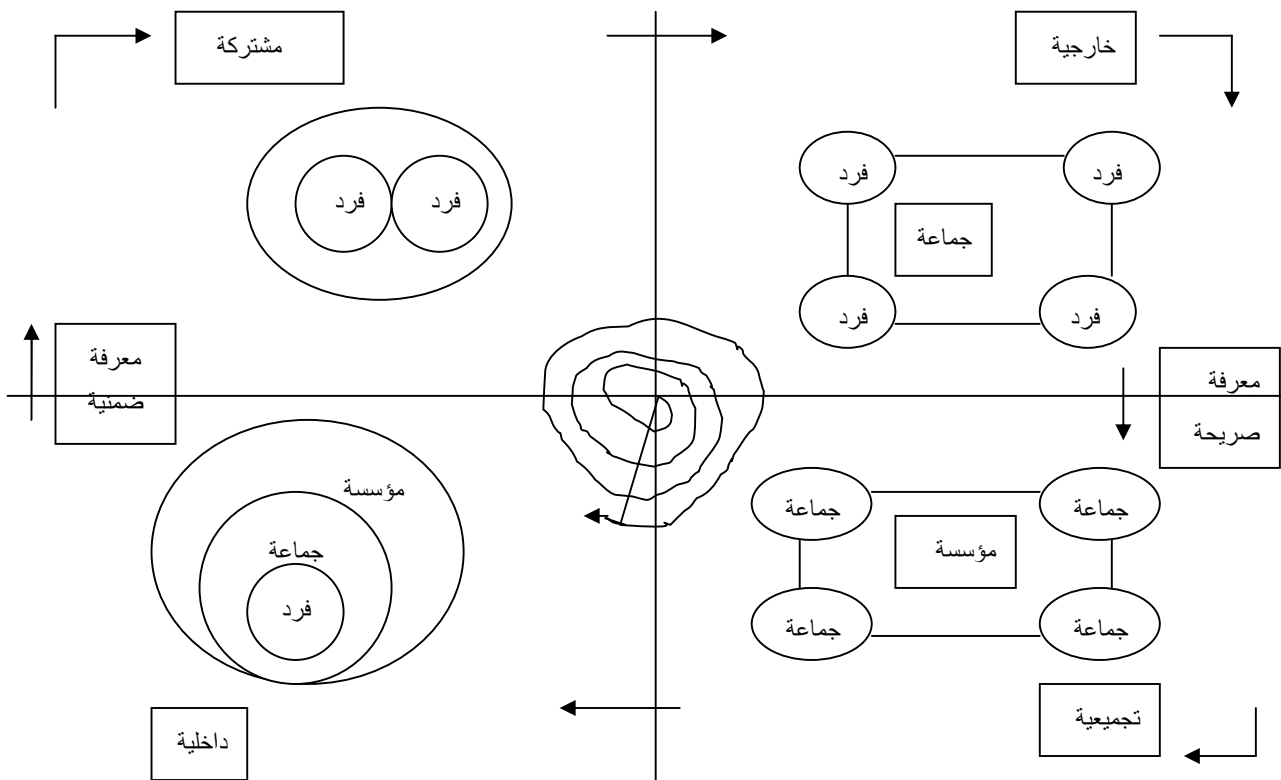 خارجية
مشتركة
فرد
فرد
فرد
فرد
جماعة
فرد
فرد
معرفة
صريحة
معرفة
ضمنية
جماعة
جماعة
مؤسسة
جماعة
جماعة
مؤسسة
جماعة
فرد
تجميعية
داخلية